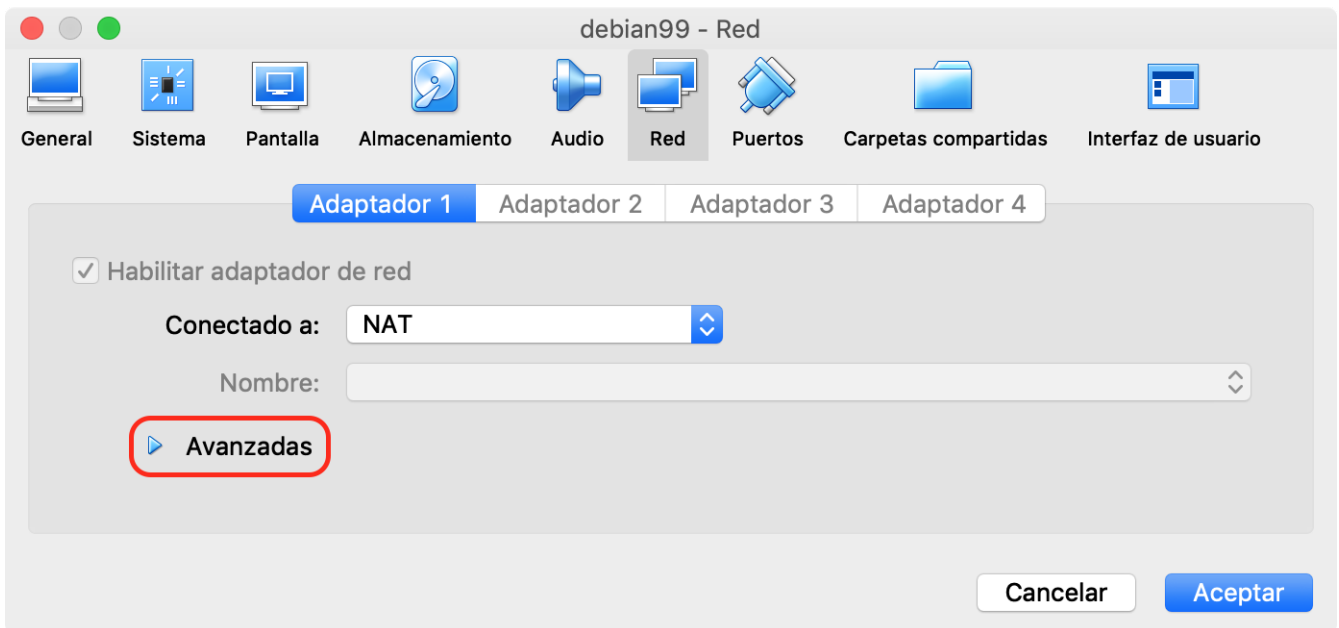 debian99 - Red
General Sistema Pantalla Almacenamiento Audio Red Puertos Carpetas compartidas Interfaz de usuario
Adaptador 1 Adaptador 2 Adaptador 3 Adaptador 4
Habilitar adaptador de red
Conectado a: NAT
Nombre:
Avanzadas
Cancelar Aceptar